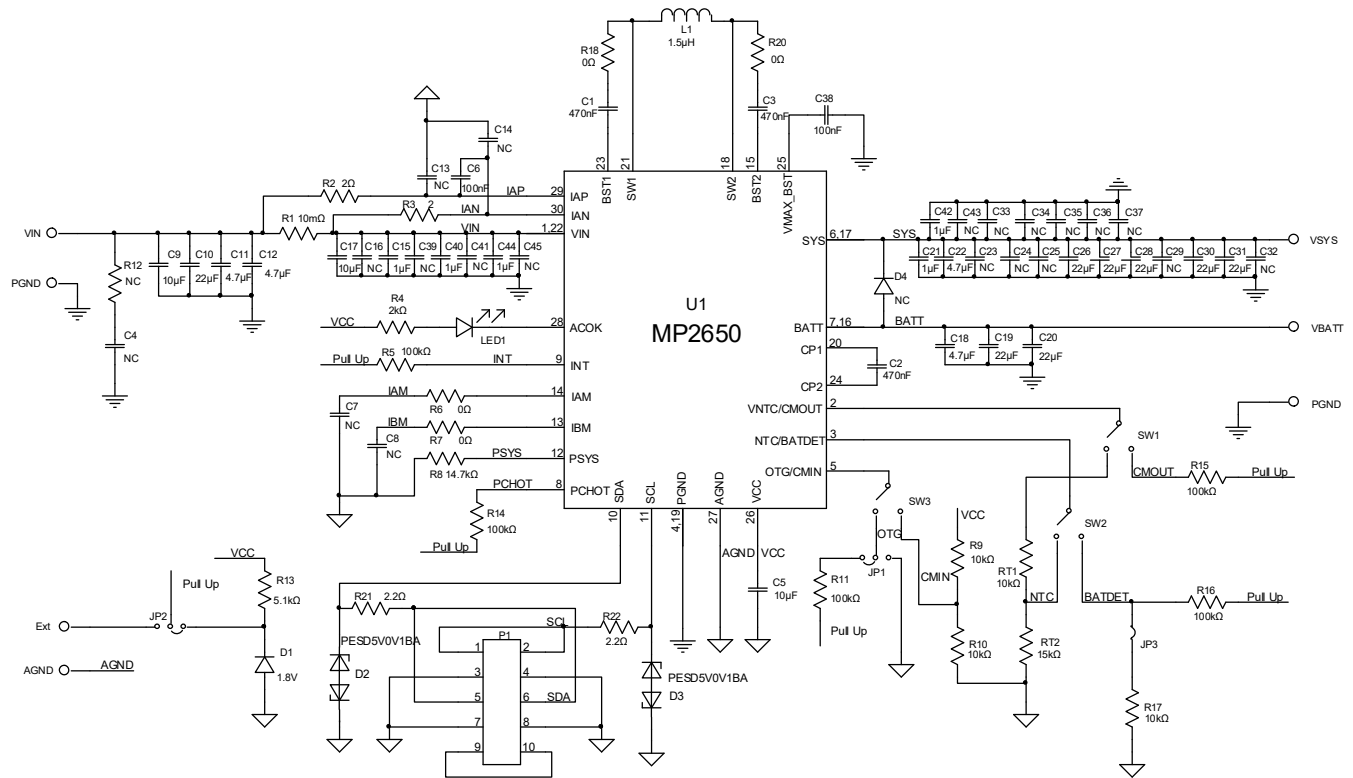 L1
1.5µH
R18
0Ω
R20
0Ω
C1
470nF
C3
470nF
C38
100nF
23
21
18
15
25
BST1
SW1
SW2
BST2
VMAX_BST
C14
NC
C13
NC
C6
100nF
R2 2Ω
IAP
29
IAP
R3 2
IAN
30
IAN
R1 10mΩ
VIN
1,22
VIN
VIN
PGND
R12
NC
C4
NC
C9
10µF
C10
22µF
C11
4.7µF
C12
4.7µF
C17
10µF
C16
NC
C15
1µF
C39
NC
C40
1µF
C41
NC
C44
1µF
C45
NC
U1
MP2650
SYS
6,17
SYS
C42
1µF
C43
NC
C33
NC
C34
NC
C35
NC
C36
NC
C37
NC
C21
1µF
C22
4.7µF
C23
NC
C24
NC
C25
NC
C26
22µF
C27
22µF
C28
22µF
C29
NC
C30
22µF
C31
22µF
C32
NC
VSYS
D4
NC
BATT
7,16
BATT
C18
4.7µF
C19
22µF
C20
22µF
VBATT
PGND
CP1
20
C2
470nF
CP2
24
VNTC/CMOUT
2
NTC/BATDET
3
OTG/CMIN
5
VCC
R4
2kΩ
LED1
28
ACOK
Pull Up
R5 100kΩ
INT
9
INT
IAM
R6 0Ω
14
IAM
C7
NC
IBM
R7 0Ω
13
IBM
C8
NC
R8 14.7kΩ
PSYS
12
PSYS
PCHOT
8
PCHOT
R14
100kΩ
Pull Up
SDA
SCL
PGND
AGND
VCC
10
11
4,19
27
26
AGND
VCC
C5
10µF
SW1
CMOUT
R15
100kΩ
Pull Up
SW2
SW3
OTG
JP1
R11
100kΩ
Pull Up
VCC
R9
10kΩ
CMIN
R10
10kΩ
RT1
10kΩ
NTC
RT2
15kΩ
BATDET
R16
100kΩ
Pull Up
JP3
R17
10kΩ
VCC
R13
5.1kΩ
Pull Up
Ext
JP2
D1
1.8V
AGND
AGND
R21 2.2Ω
PESD5V0V1BA
D2
SCL
R22
2.2Ω
PESD5V0V1BA
D3
P1
1
2
3
4
5
6
SDA
7
8
9
10